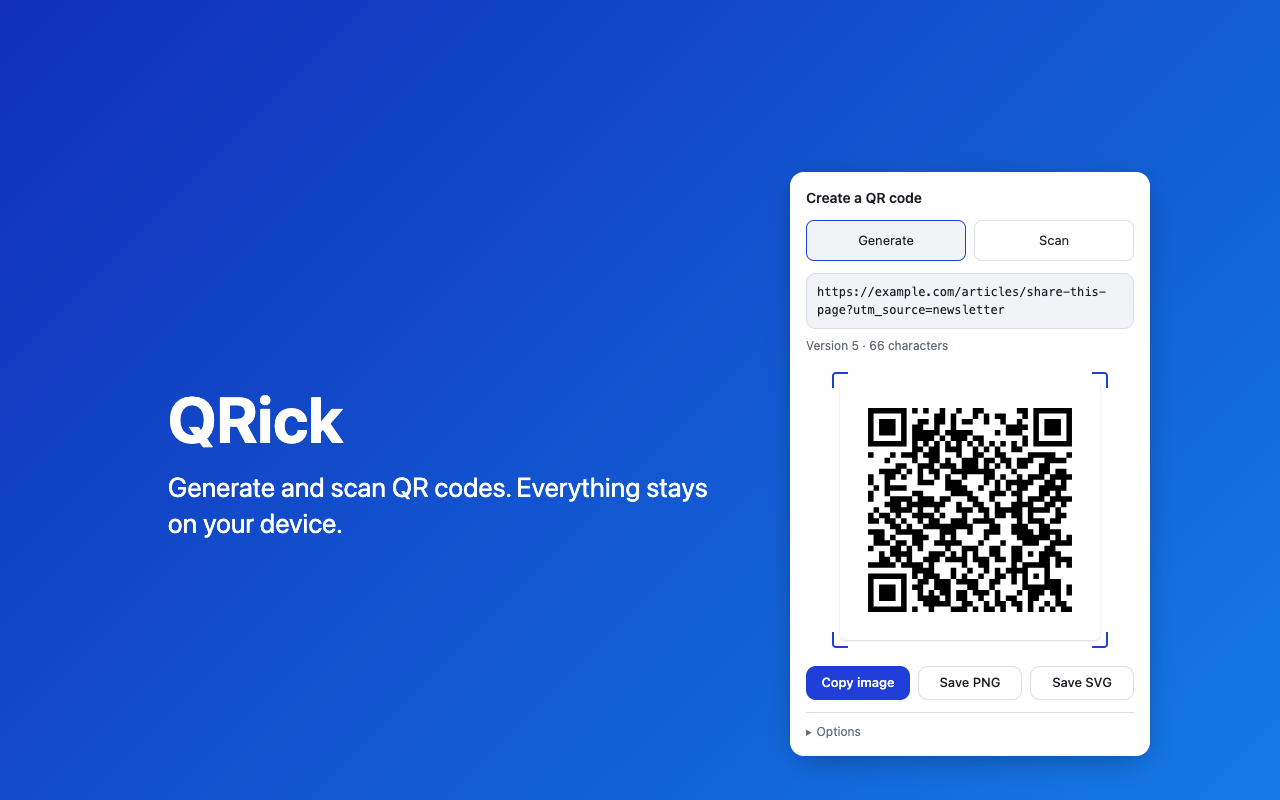 QRick
Generate and scan QR codes. Everything stays
on your device.
Create a QR code
Generate
Scan
https://example.com/articles/share-this-
page?utm_source=newsletter
Version 5 · 66 characters
Copy image
Save PNG
Save SVG
▸ Options